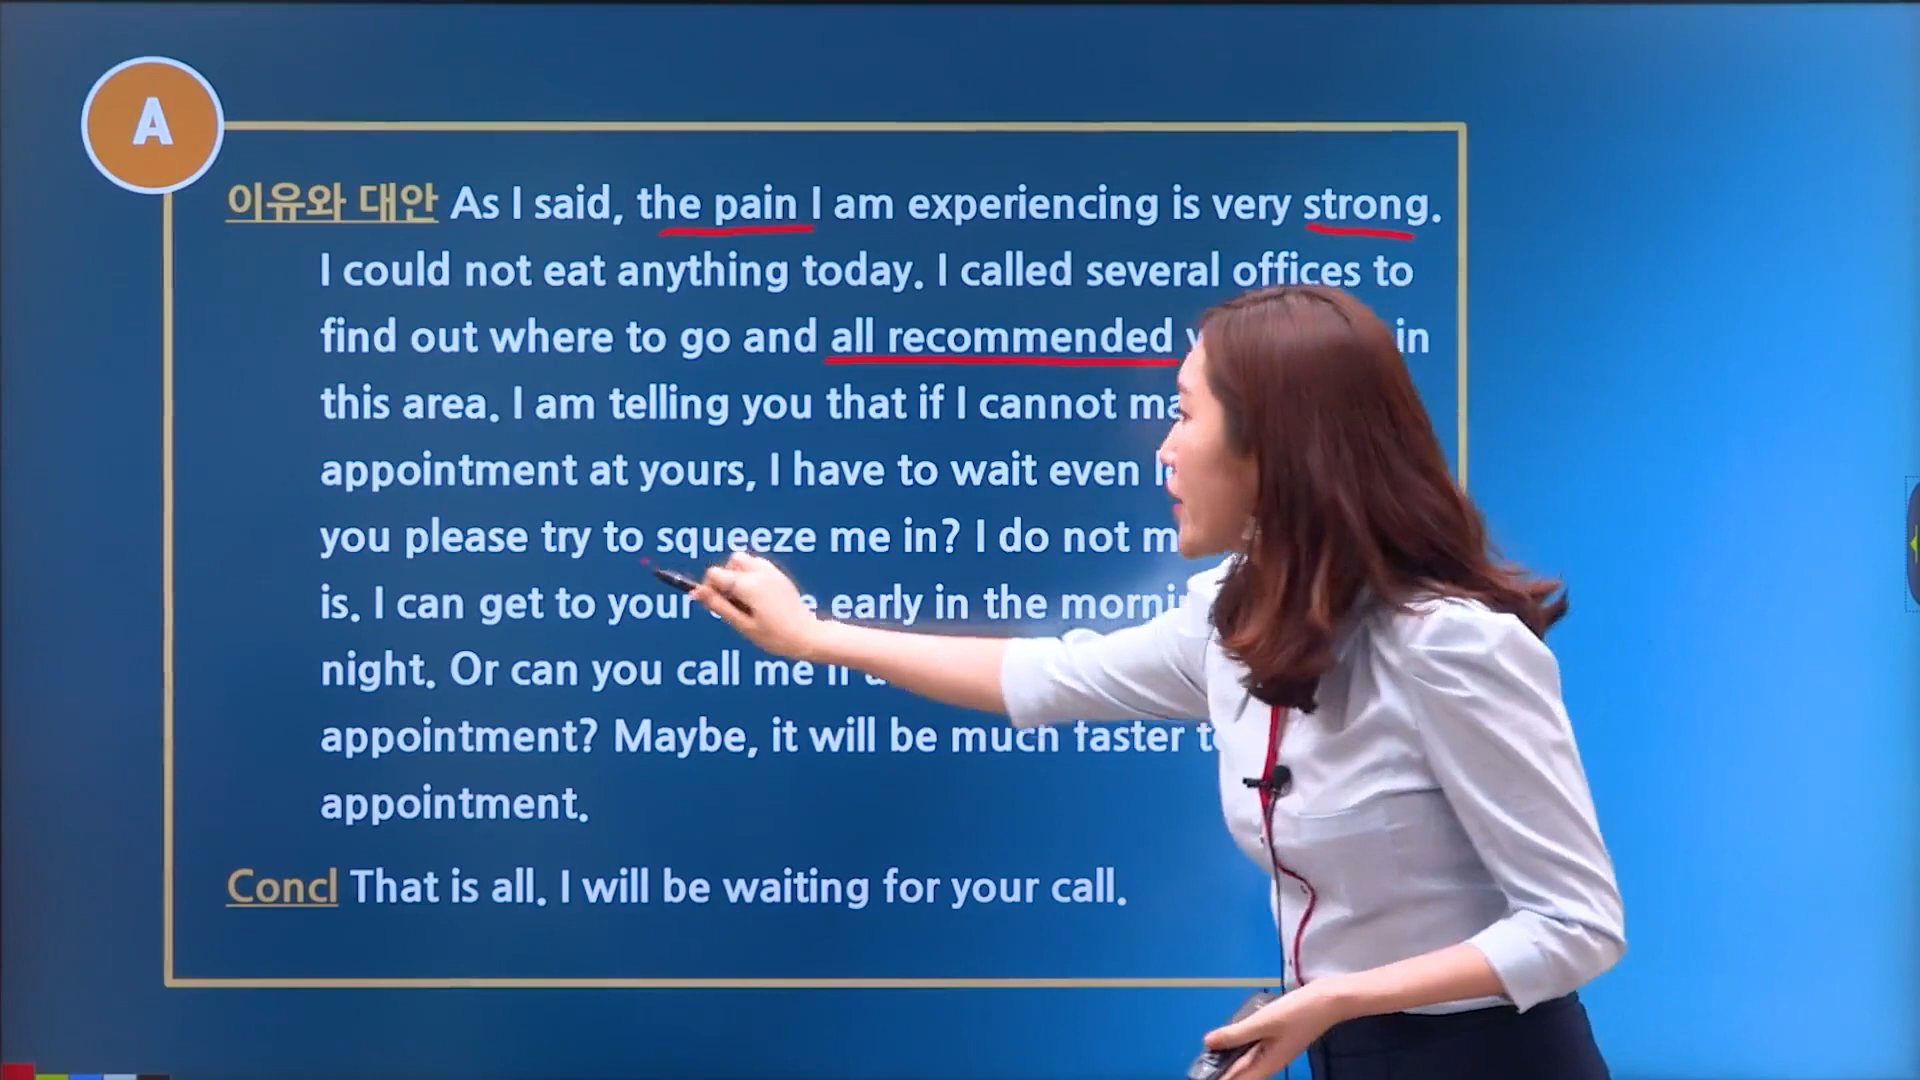 A
이유와 대안 As I said, the pain I am experiencing is very strong.
I could not eat anything today. I called several offices to
find out where to go and all recommended in
this area. I am telling you that if I cannot
appointment at yours, I have to wait even
you please try to squeeze me in? I do not
is. I can get to your early in the
night. Or can you call me
appointment? Maybe, it will be much faster
appointment.
Concl That is all. I will be waiting for your call.